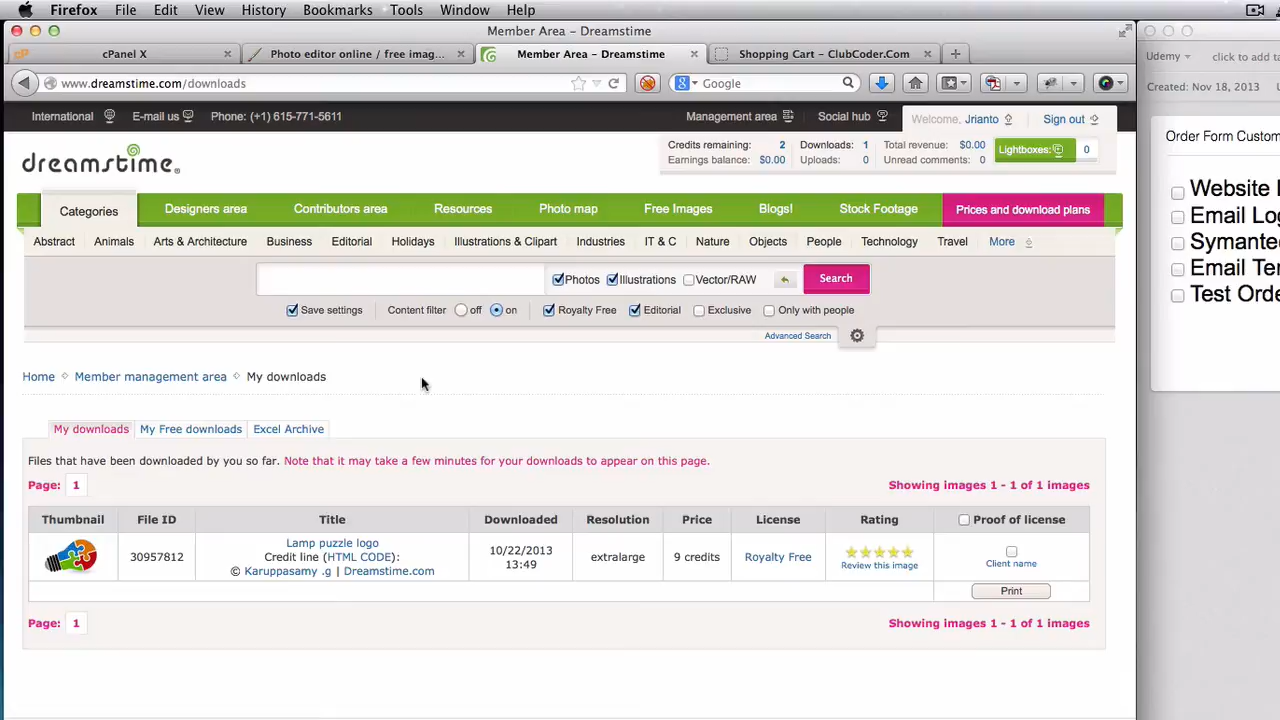 Firefox File Edit View History Bookmarks Tools Window Help
Member Area – Dreamstime
cPanel X
Photo editor online / free imag...
Member Area – Dreamstime
Shopping Cart – ClubCoder.Com
www.dreamstime.com/downloads
Google
Udemy
click to add ta
Created: Nov 18, 2013
International E-mail us Phone: (+1) 615-771-5611
Management area Social hub Welcome, Jrianto Sign out
dreamstime
Credits remaining: 2 Downloads: 1 Total revenue: $0.00
Earnings balance: $0.00 Uploads: 0 Unread comments: 0
Lightboxes: 0
Order Form Custom
Website
Email Log
Symante
Email Ten
Test Orde
Categories Designers area Contributors area Resources Photo map Free Images Blogs! Stock Footage Prices and download plans
Abstract Animals Arts & Architecture Business Editorial Holidays Illustrations & Clipart Industries IT & C Nature Objects People Technology Travel More
Photos Illustrations Vector/RAW Search
Save settings Content filter off on Royalty Free Editorial Exclusive Only with people
Advanced Search
Home Member management area My downloads
My downloads My Free downloads Excel Archive
Files that have been downloaded by you so far. Note that it may take a few minutes for your downloads to appear on this page.
Page: 1 Showing images 1 - 1 of 1 images
Thumbnail File ID Title Downloaded Resolution Price License Rating Proof of license
30957812
Lamp puzzle logo
Credit line (HTML CODE):
© Karuppasamy .g | Dreamstime.com
10/22/2013
13:49
extralarge
9 credits
Royalty Free
Review this image
Client name
Print
Page: 1 Showing images 1 - 1 of 1 images